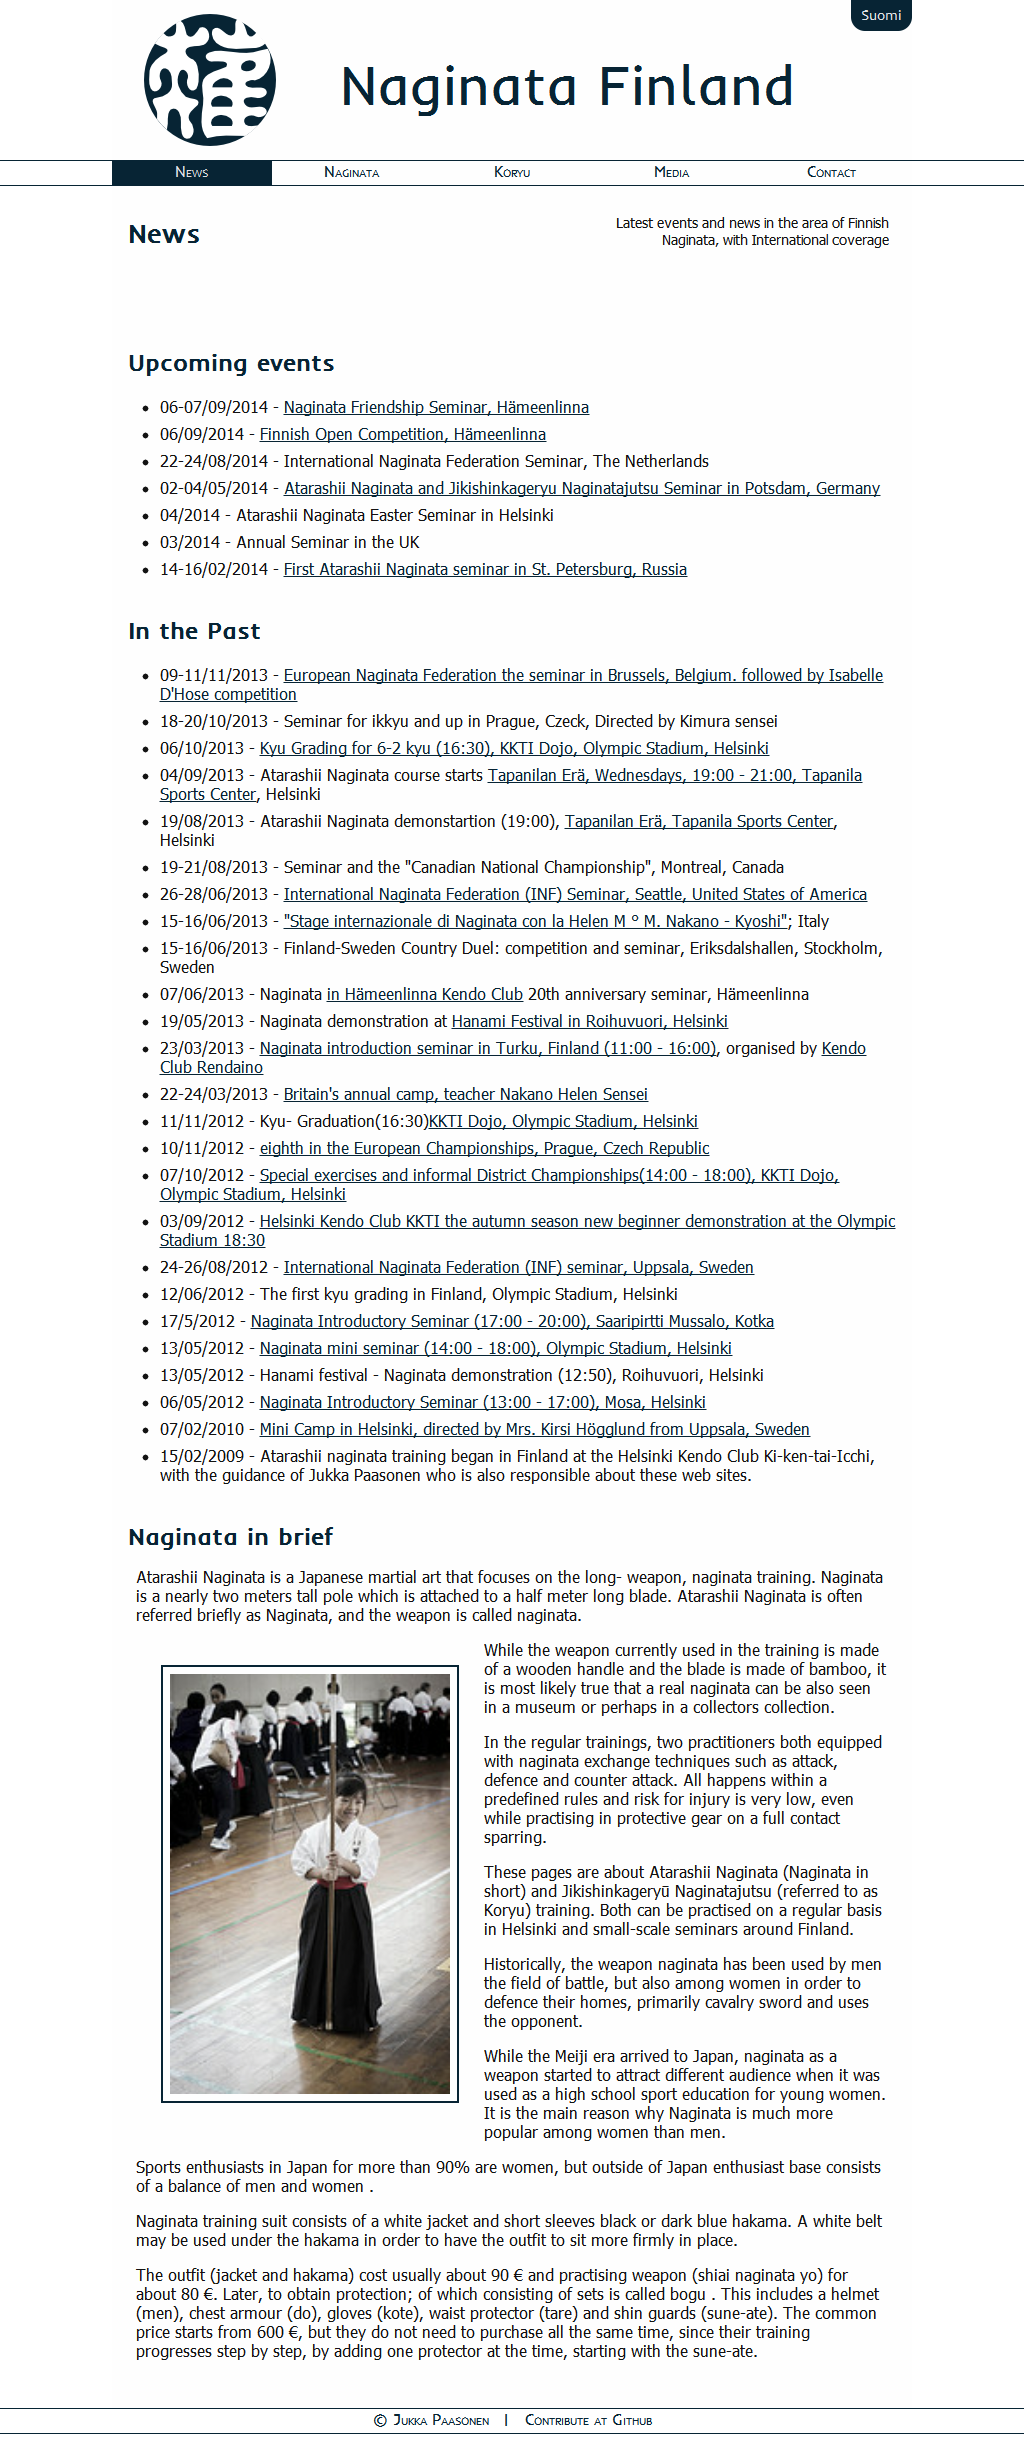 Suomi
Naginata Finland
News
Naginata
Koryu
Media
Contact
News
Latest events and news in the area of Finnish
Naginata, with International coverage
Upcoming events
06-07/09/2014 - Naginata Friendship Seminar, Hämeenlinna
06/09/2014 - Finnish Open Competition, Hämeenlinna
22-24/08/2014 - International Naginata Federation Seminar, The Netherlands
02-04/05/2014 - Atarashii Naginata and Jikishinkageryu Naginatajutsu Seminar in Potsdam, Germany
04/2014 - Atarashii Naginata Easter Seminar in Helsinki
03/2014 - Annual Seminar in the UK
14-16/02/2014 - First Atarashii Naginata seminar in St. Petersburg, Russia
In the Past
09-11/11/2013 - European Naginata Federation the seminar in Brussels, Belgium. followed by Isabelle
D'Hose competition
18-20/10/2013 - Seminar for ikkyu and up in Prague, Czeck, Directed by Kimura sensei
06/10/2013 - Kyu Grading for 6-2 kyu (16:30), KKTI Dojo, Olympic Stadium, Helsinki
04/09/2013 - Atarashii Naginata course starts Tapanilan Erä, Wednesdays, 19:00 - 21:00, Tapanila
Sports Center, Helsinki
19/08/2013 - Atarashii Naginata demonstartion (19:00), Tapanilan Erä, Tapanila Sports Center,
Helsinki
19-21/08/2013 - Seminar and the "Canadian National Championship", Montreal, Canada
26-28/06/2013 - International Naginata Federation (INF) Seminar, Seattle, United States of America
15-16/06/2013 - "Stage internazionale di Naginata con la Helen M º M. Nakano - Kyoshi"; Italy
15-16/06/2013 - Finland-Sweden Country Duel: competition and seminar, Eriksdalshallen, Stockholm,
Sweden
07/06/2013 - Naginata in Hämeenlinna Kendo Club 20th anniversary seminar, Hämeenlinna
19/05/2013 - Naginata demonstration at Hanami Festival in Roihuvuori, Helsinki
23/03/2013 - Naginata introduction seminar in Turku, Finland (11:00 - 16:00), organised by Kendo
Club Rendaino
22-24/03/2013 - Britain's annual camp, teacher Nakano Helen Sensei
11/11/2012 - Kyu- Graduation(16:30)KKTI Dojo, Olympic Stadium, Helsinki
10/11/2012 - eighth in the European Championships, Prague, Czech Republic
07/10/2012 - Special exercises and informal District Championships(14:00 - 18:00), KKTI Dojo,
Olympic Stadium, Helsinki
03/09/2012 - Helsinki Kendo Club KKTI the autumn season new beginner demonstration at the Olympic
Stadium 18:30
24-26/08/2012 - International Naginata Federation (INF) seminar, Uppsala, Sweden
12/06/2012 - The first kyu grading in Finland, Olympic Stadium, Helsinki
17/5/2012 - Naginata Introductory Seminar (17:00 - 20:00), Saaripirtti Mussalo, Kotka
13/05/2012 - Naginata mini seminar (14:00 - 18:00), Olympic Stadium, Helsinki
13/05/2012 - Hanami festival - Naginata demonstration (12:50), Roihuvuori, Helsinki
06/05/2012 - Naginata Introductory Seminar (13:00 - 17:00), Mosa, Helsinki
07/02/2010 - Mini Camp in Helsinki, directed by Mrs. Kirsi Högglund from Uppsala, Sweden
15/02/2009 - Atarashii naginata training began in Finland at the Helsinki Kendo Club Ki-ken-tai-Icchi,
with the guidance of Jukka Paasonen who is also responsible about these web sites.
Naginata in brief
Atarashii Naginata is a Japanese martial art that focuses on the long- weapon, naginata training. Naginata
is a nearly two meters tall pole which is attached to a half meter long blade. Atarashii Naginata is often
referred briefly as Naginata, and the weapon is called naginata.
While the weapon currently used in the training is made
of a wooden handle and the blade is made of bamboo, it
is most likely true that a real naginata can be also seen
in a museum or perhaps in a collectors collection.
In the regular trainings, two practitioners both equipped
with naginata exchange techniques such as attack,
defence and counter attack. All happens within a
predefined rules and risk for injury is very low, even
while practising in protective gear on a full contact
sparring.
These pages are about Atarashii Naginata (Naginata in
short) and Jikishinkageryū Naginatajutsu (referred to as
Koryu) training. Both can be practised on a regular basis
in Helsinki and small-scale seminars around Finland.
Historically, the weapon naginata has been used by men
the field of battle, but also among women in order to
defence their homes, primarily cavalry sword and uses
the opponent.
While the Meiji era arrived to Japan, naginata as a
weapon started to attract different audience when it was
used as a high school sport education for young women.
It is the main reason why Naginata is much more
popular among women than men.
Sports enthusiasts in Japan for more than 90% are women, but outside of Japan enthusiast base consists
of a balance of men and women .
Naginata training suit consists of a white jacket and short sleeves black or dark blue hakama. A white belt
may be used under the hakama in order to have the outfit to sit more firmly in place.
The outfit (jacket and hakama) cost usually about 90 € and practising weapon (shiai naginata yo) for
about 80 €. Later, to obtain protection; of which consisting of sets is called bogu . This includes a helmet
(men), chest armour (do), gloves (kote), waist protector (tare) and shin guards (sune-ate). The common
price starts from 600 €, but they do not need to purchase all the same time, since their training
progresses step by step, by adding one protector at the time, starting with the sune-ate.
© Jukka Paasonen | Contribute at Github